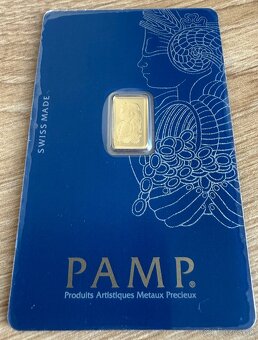 SWISS MADE
PAMP®
Produits Artistiques Metaux Precieux